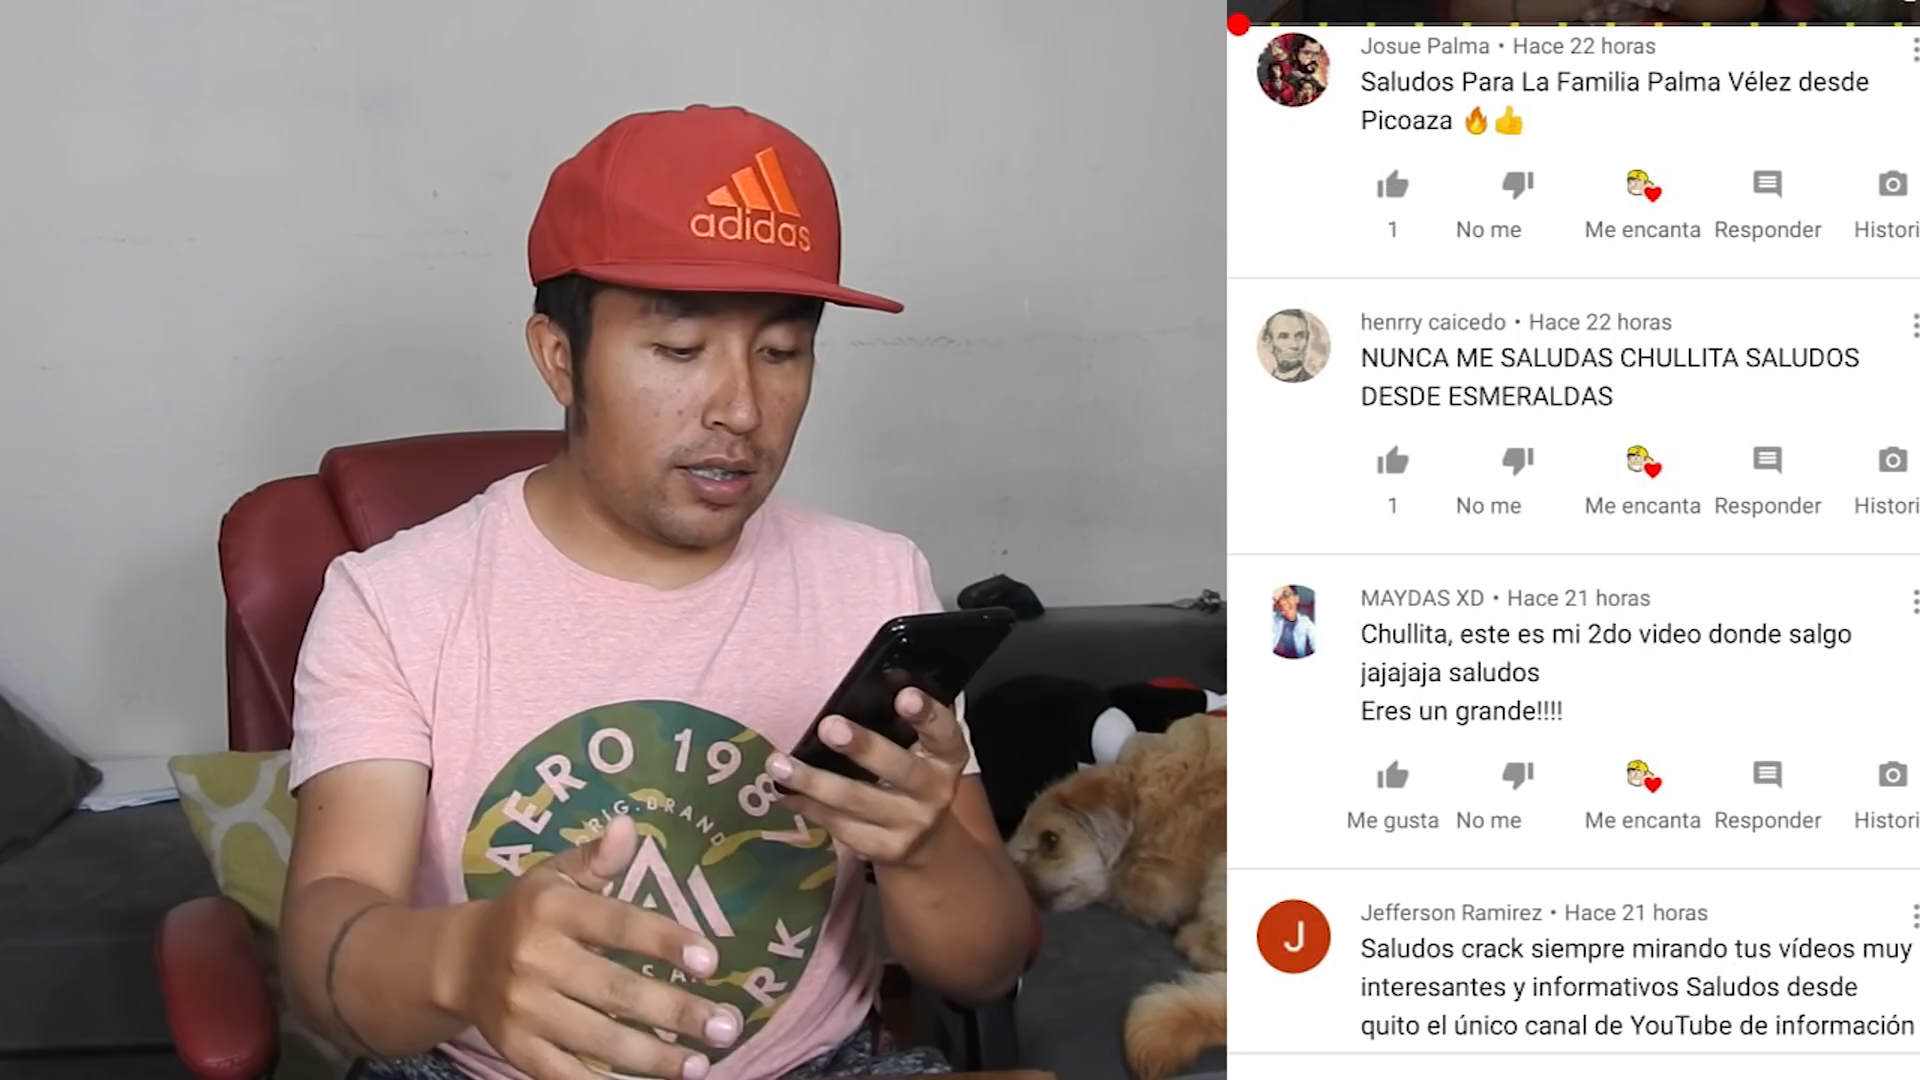 adidas
AERO 1987
ORIG. BRAND
Josue Palma • Hace 22 horas
Saludos Para La Familia Palma Vélez desde
Picoaza 🔥👍
1 No me Me encanta Responder Histori
henrry caicedo • Hace 22 horas
NUNCA ME SALUDAS CHULLITA SALUDOS
DESDE ESMERALDAS
1 No me Me encanta Responder Histori
MAYDAS XD • Hace 21 horas
Chullita, este es mi 2do video donde salgo
jajajaja saludos
Eres un grande!!!!
Me gusta No me Me encanta Responder Histori
J
Jefferson Ramirez • Hace 21 horas
Saludos crack siempre mirando tus vídeos muy
interesantes y informativos Saludos desde
quito el único canal de YouTube de información